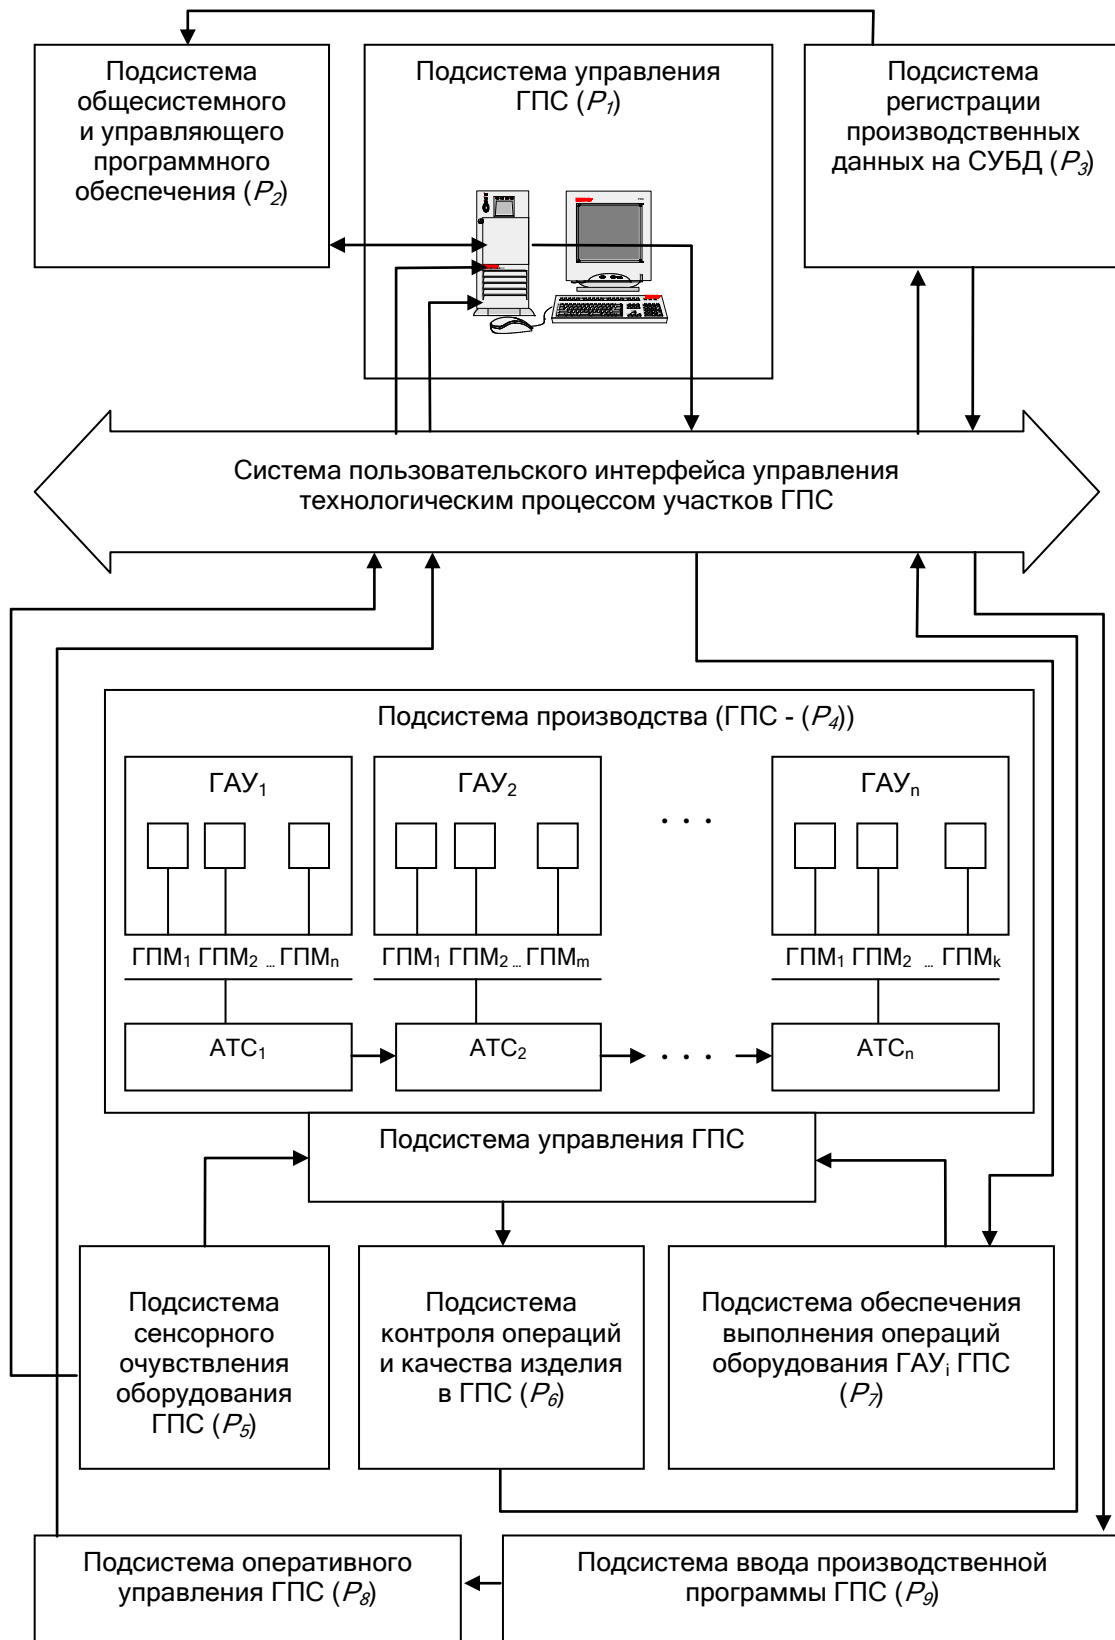 Подсистема
общесистемного
и управляющего
программного
обеспечения (P2)
Подсистема управления
ГПС (P1)
Подсистема
регистрации
производственных
данных на СУБД (P3)
Система пользовательского интерфейса управления
технологическим процессом участков ГПС
Подсистема производства (ГПС - (P4))
ГАУ1
ГАУ2
. . .
ГАУn
ГПМ1 ГПМ2 ... ГПМn
ГПМ1 ГПМ2 ... ГПМm
ГПМ1 ГПМ2 ... ГПМk
АТС1
АТС2
. . .
АТСn
Подсистема управления ГПС
Подсистема
сенсорного
очувствления
оборудования
ГПС (P5)
Подсистема
контроля операций
и качества изделия
в ГПС (P6)
Подсистема обеспечения
выполнения операций
оборудования ГАУi ГПС
(P7)
Подсистема оперативного
управления ГПС (P8)
Подсистема ввода производственной
программы ГПС (P9)